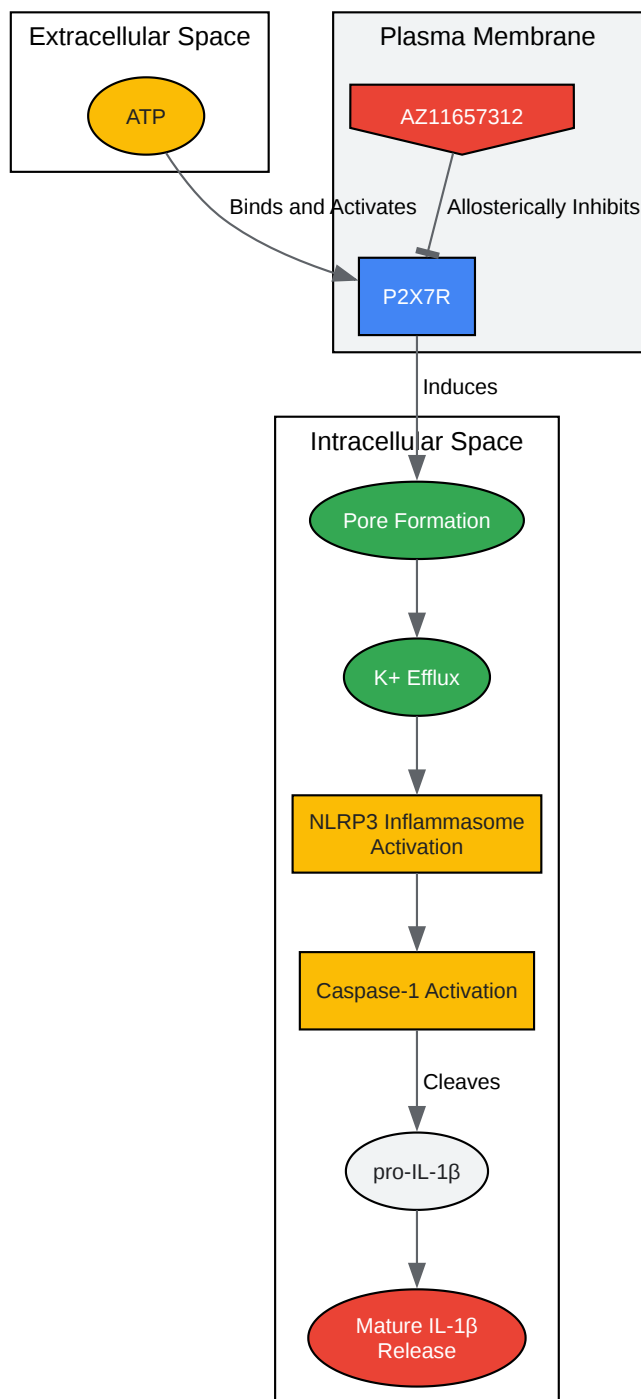 Extracellular Space
Plasma Membrane
ATP
AZ11657312
Binds and Activates
Allosterically Inhibits
P2X7R
Induces
Intracellular Space
Pore Formation
K+ Efflux
NLRP3 Inflammasome
Activation
Caspase-1 Activation
Cleaves
pro-IL-1β
Mature IL-1β
Release